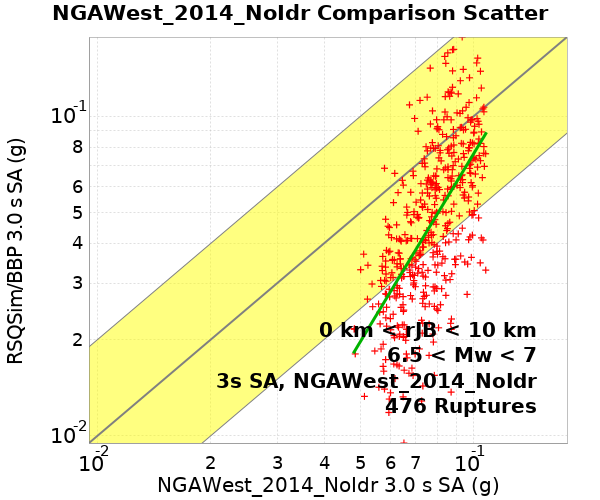 NGAWest_2014_NoIdr Comparison Scatter
RSQSim/BBP 3.0 s SA (g)
10-1
8
6
5
4
3
2
10-2
0 km < rJB < 10 km
6.5 < Mw < 7
3s SA, NGAWest_2014_NoIdr
476 Ruptures
10-2 2 3 4 5 6 7 10-1
NGAWest_2014_NoIdr 3.0 s SA (g)